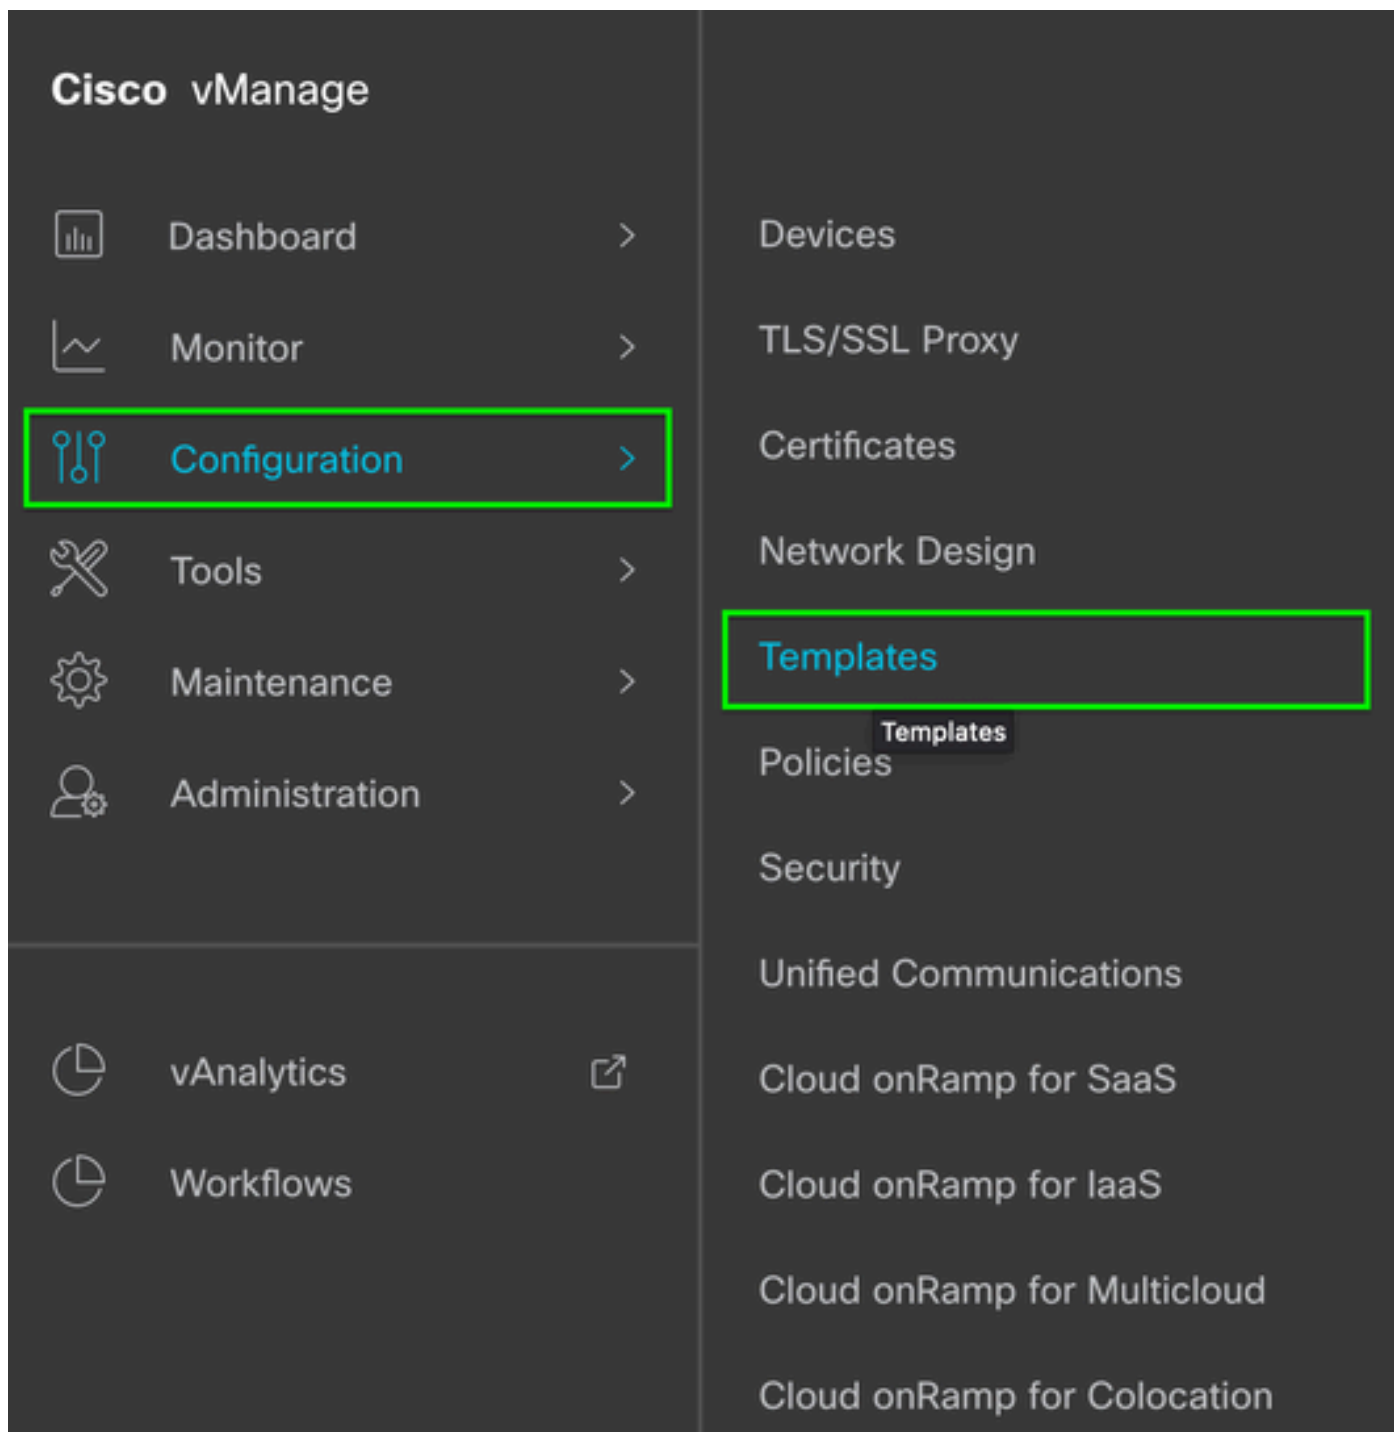 Cisco vManage
Dashboard
Monitor
Configuration
Tools
Maintenance
Administration
vAnalytics
Workflows
Devices
TLS/SSL Proxy
Certificates
Network Design
Templates
Templates
Policies
Security
Unified Communications
Cloud onRamp for SaaS
Cloud onRamp for IaaS
Cloud onRamp for Multicloud
Cloud onRamp for Colocation